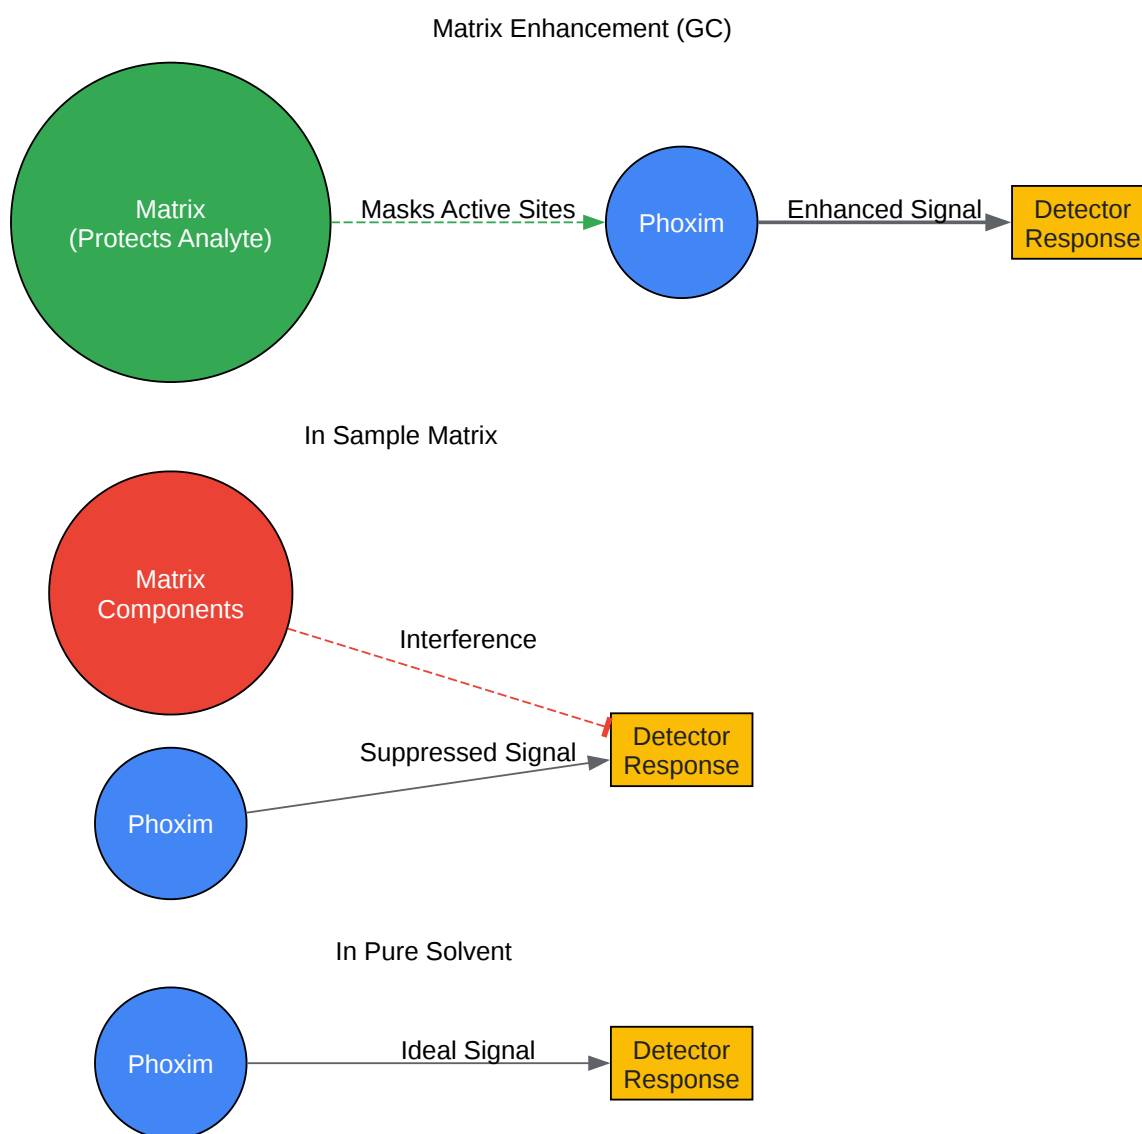 Matrix Enhancement (GC)
Matrix
(Protects Analyte)
Masks Active Sites
Phoxim
Enhanced Signal
Detector
Response
In Sample Matrix
Matrix
Components
Interference
Suppressed Signal
Detector
Response
Phoxim
In Pure Solvent
Phoxim
Ideal Signal
Detector
Response